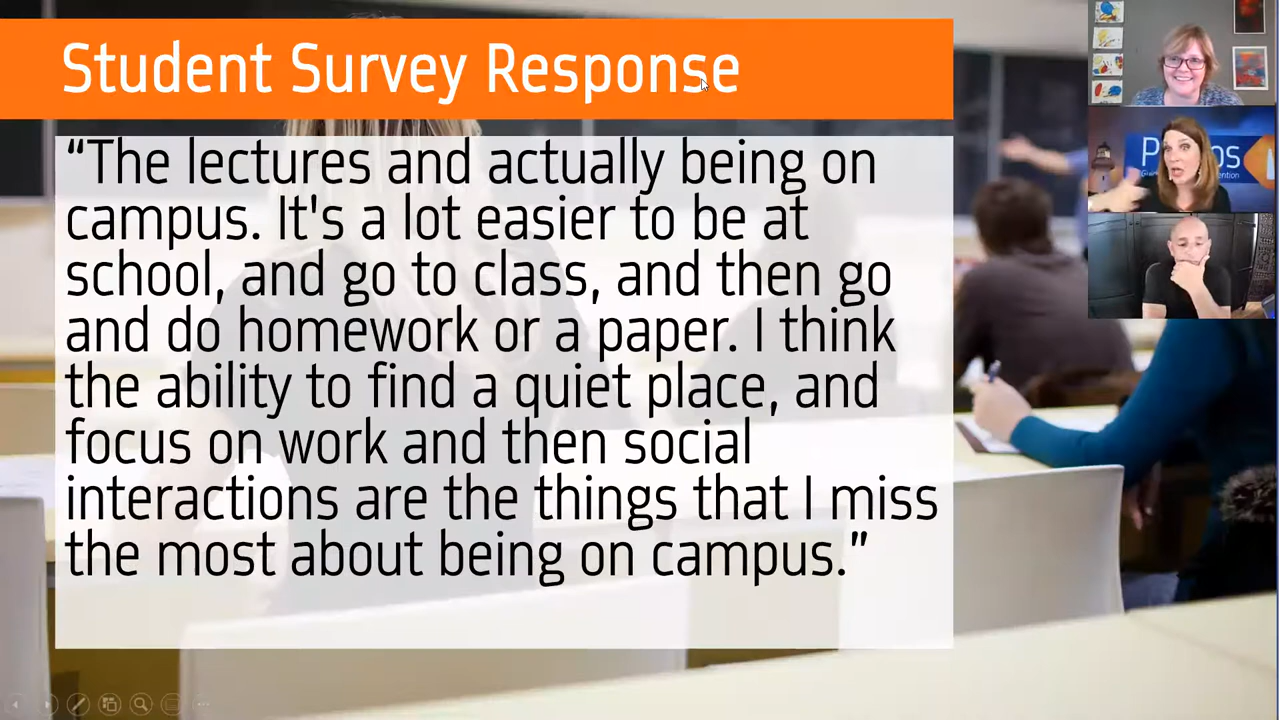 Student Survey Response
“The lectures and actually being on
campus. It's a lot easier to be at
school, and go to class, and then go
and do homework or a paper. I think
the ability to find a quiet place, and
focus on work and then social
interactions are the things that I miss
the most about being on campus.”